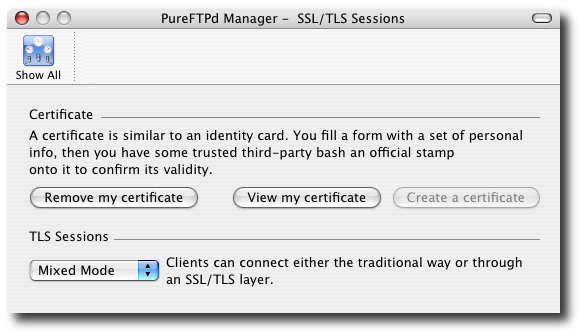 PureFTPd Manager - SSL/TLS Sessions
Show All
Certificate
A certificate is similar to an identity card. You fill a form with a set of personal
info, then you have some trusted third-party bash an official stamp
onto it to confirm its validity.
Remove my certificate View my certificate Create a certificate
TLS Sessions
Mixed Mode
Clients can connect either the traditional way or through
an SSL/TLS layer.